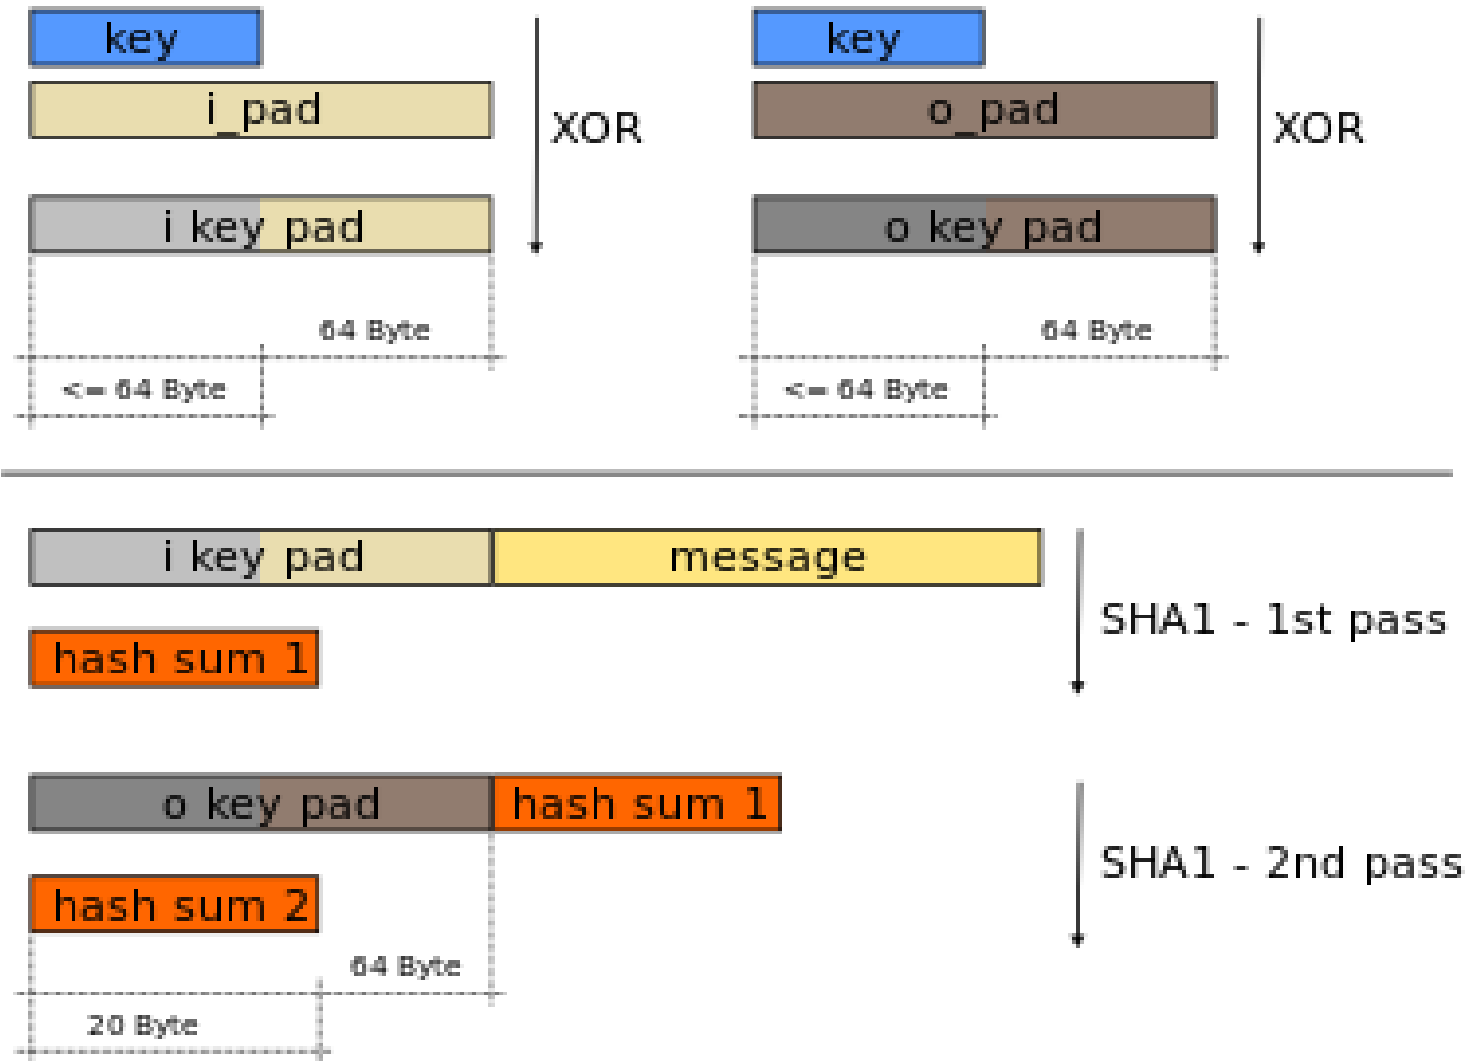 key
i_pad
XOR
i key pad
64 Byte
<= 64 Byte
key
o_pad
XOR
o key pad
64 Byte
<= 64 Byte
i key pad
message
SHA1 - 1st pass
hash sum 1
o key pad
hash sum 1
SHA1 - 2nd pass
hash sum 2
64 Byte
20 Byte